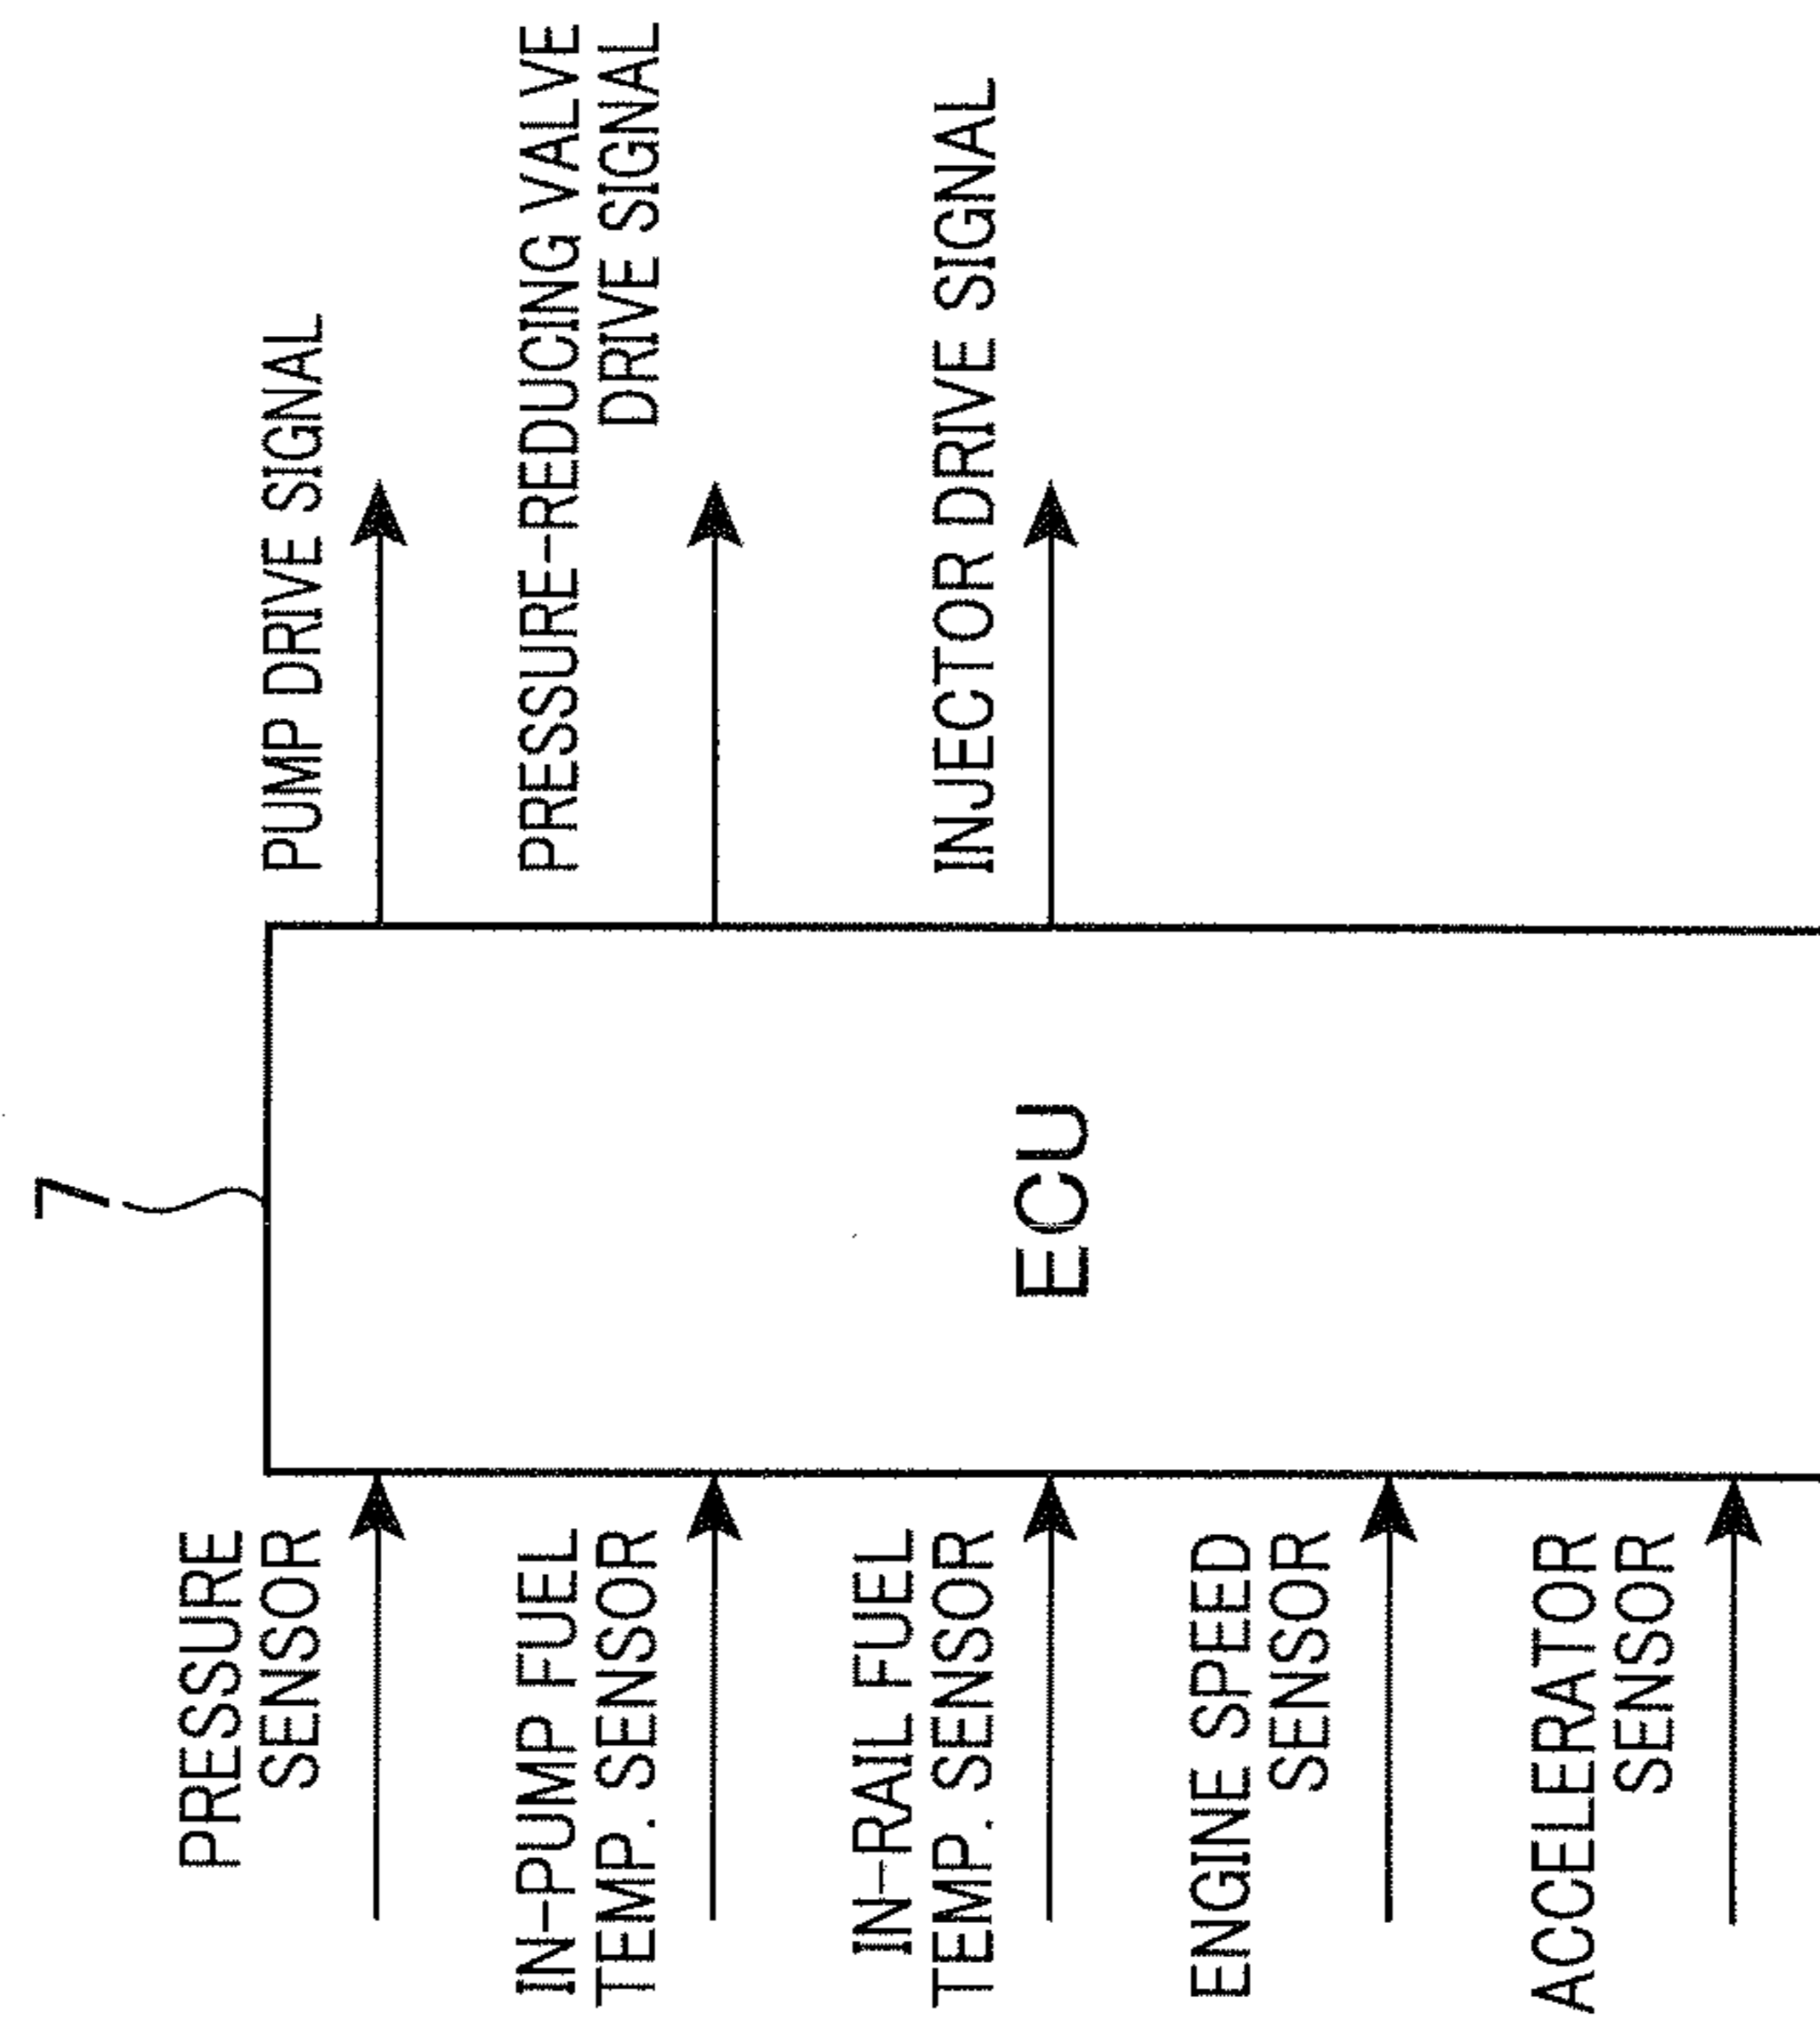 7
PRESSURE
SENSOR
IN-PUMP FUEL
TEMP. SENSOR
IN-RAIL FUEL
TEMP. SENSOR
ENGINE SPEED
SENSOR
ACCELERATOR
SENSOR
ECU
PUMP DRIVE SIGNAL
PRESSURE-REDUCING VALVE
DRIVE SIGNAL
INJECTOR DRIVE SIGNAL